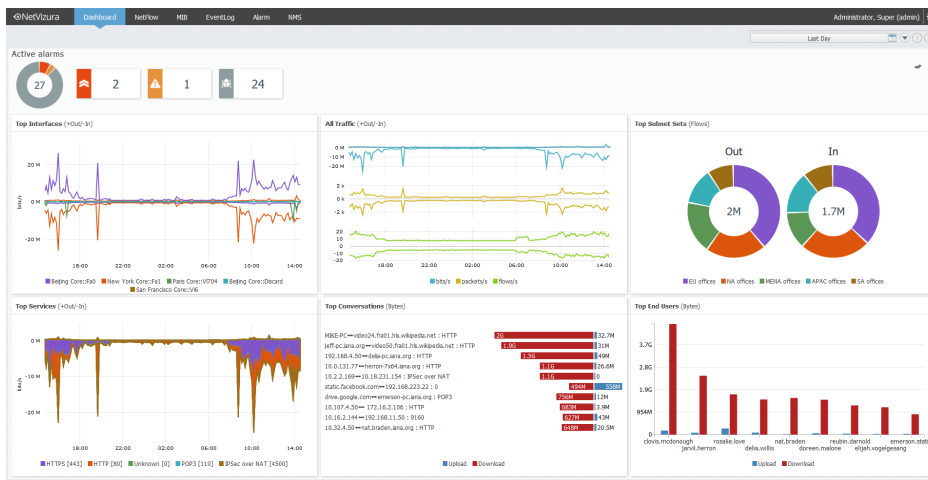 NetVizura Dashboard NetFlow MIB EventLog Alarm NMS Administrator, Super (admin)
Last Day
Active alarms
27 2 1 24
Top Interfaces (+Out/-In)
20 M
0 M
-20 M
bits/s
18:00 22:00 02:00 06:00 10:00 14:00
Beijing Core::Fa0 New York Core::Fa1 Paris Core::Vl704 Beijing Core::Discard
San Francisco Core::Vl6
All Traffic (+Out/-In)
0 M
-10 M
-20 M
2 k
0 k
-2 k
20
10
0
-10
-20
18:00 22:00 02:00 06:00 10:00 14:00
bits/s packets/s flows/s
Top Subnet Sets (Flows)
Out In
2M 1.7M
EU offices NA offices MENA offices APAC offices SA offices
Top Services (+Out/-In)
0 M
-10 M
-20 M
bits/s
18:00 22:00 02:00 06:00 10:00 14:00
HTTPS [443] HTTP [80] Unknown [0] POP3 [110] IPSec over NAT [4500]
Top Conversations (Bytes)
MIKE-PC↔video24.fra01.hls.wikipedia.net : HTTP 2G 32.7M
jeff-pc.ana.org↔video50.fra01.hls.wikipedia.net : HTTP 1.9G 31M
192.168.4.50↔delia-pc.iana.org : HTTP 1.5G 49M
10.0.131.77↔herron-7x64.iana.org : HTTP 1.1G 26.6M
10.2.2.169↔10.18.231.154 : IPSec over NAT 1.1G 0
static.facebook.com↔192.168.223.22 : 0 494M 558M
drive.google.com↔emerson-pc.iana.org : POP3 756M 12M
10.107.4.50↔ 172.16.2.106 : HTTP 683M 3.9M
10.16.2.144↔192.168.11.50 : 9160 627M 43M
10.32.4.50↔nat.braden.iana.org : HTTP 648M 20.5M
Upload Download
Top End Users (Bytes)
3.7G
2.8G
1.9G
954M
0
clovis.mcdonough rosalie.love nat.braden reubin.darnold emerson.stati
jarvil.herron delia.willis doreen.malone elijah.vogelgesang
Upload Download